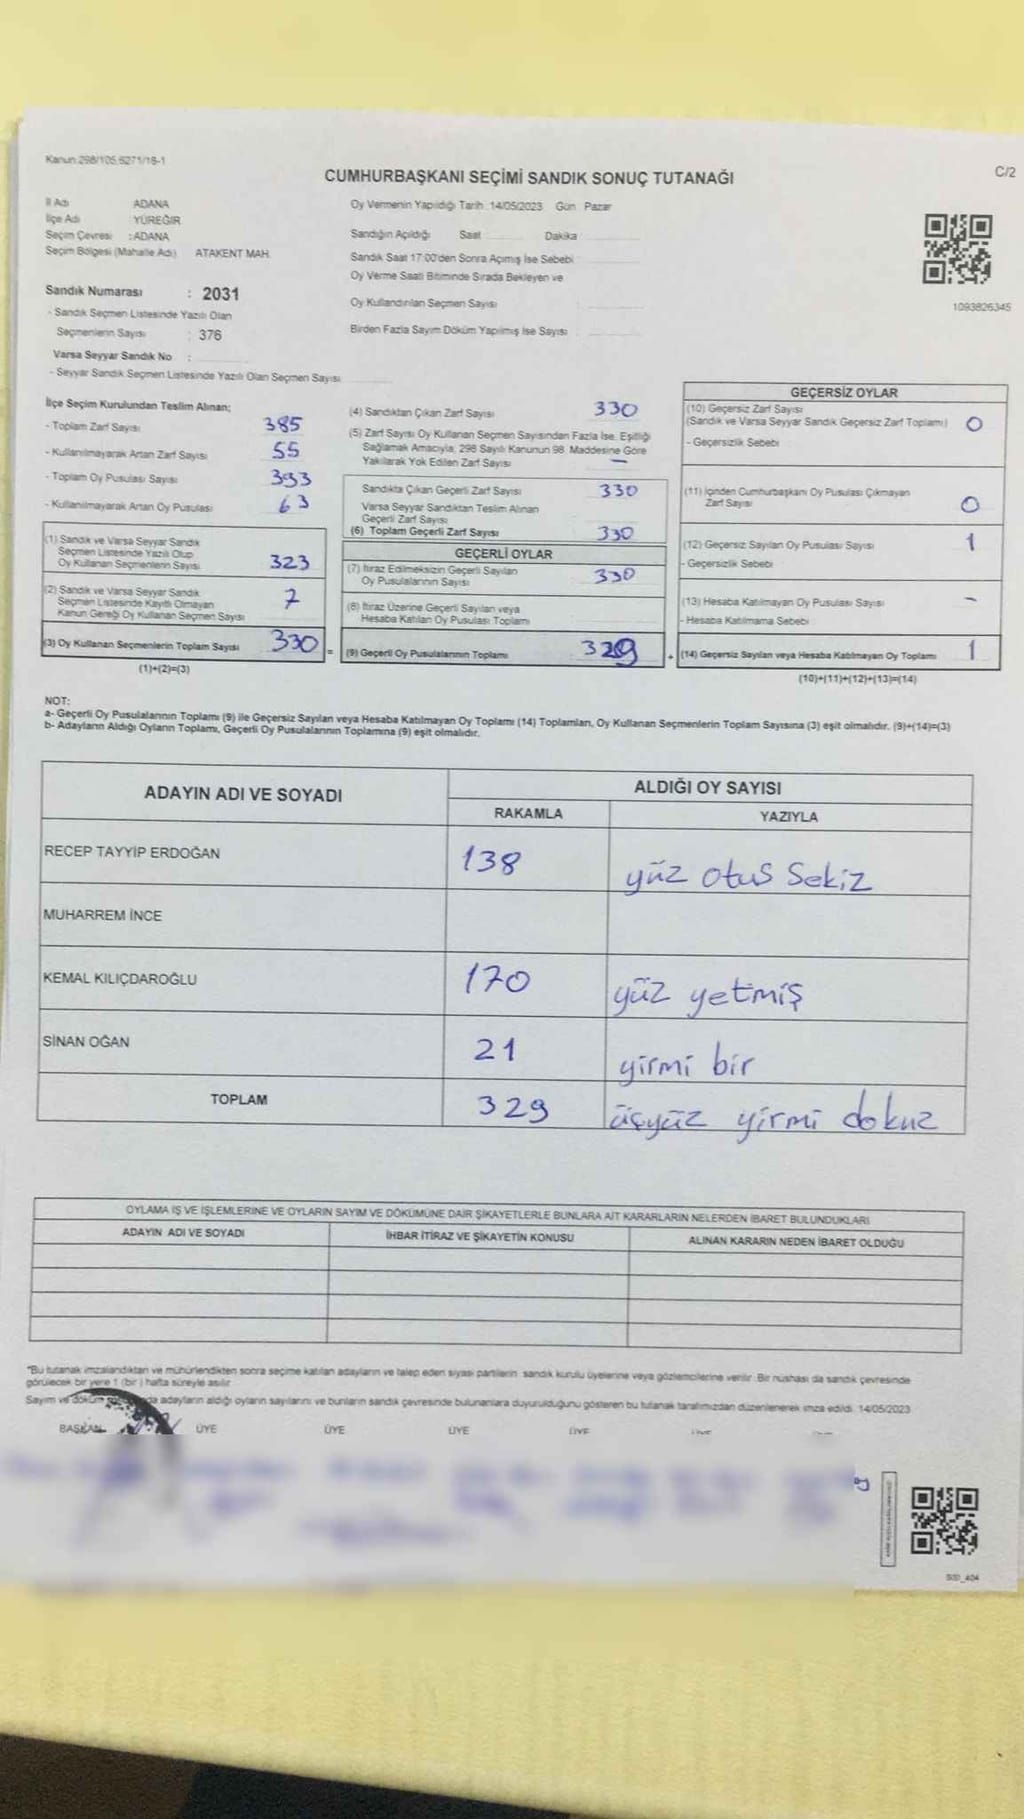 Kanun 298/105,6271/18-1
C/2
CUMHURBAŞKANI SEÇİMİ SANDIK SONUÇ TUTANAĞI
İl Adı ADANA
İlçe Adı YÜREĞİR
Seçim Çevresi : ADANA
Seçim Bölgesi (Mahalle Adı) ATAKENT MAH.
Sandık Numarası : 2031
- Sandık Seçmen Listesinde Yazılı Olan
Seçmenlerin Sayısı : 376
Varsa Seyyar Sandık No :
- Seyyar Sandık Seçmen Listesinde Yazılı Olan Seçmen Sayısı
Oy Vermenin Yapıldığı Tarih :14/05/2023 Gün Pazar
Sandığın Açıldığı Saat Dakika
Sandık Saat 17:00'den Sonra Açımış İse Sebebi
Oy Verme Saati Bitiminde Sırada Bekleyen ve
Oy Kullandırılan Seçmen Sayısı
Birden Fazla Sayım Döküm Yapılmış İse Sayısı
1093826345
İlçe Seçim Kurulundan Teslim Alınan;
- Toplam Zarf Sayısı 385
- Kullanılmayarak Artan Zarf Sayısı 55
- Toplam Oy Pusulası Sayısı 393
- Kullanılmayarak Artan Oy Pusulası 63
(1) Sandık ve Varsa Seyyar Sandık
Seçmen Listesinde Yazılı Olup
Oy Kullanan Seçmenlerin Sayısı 323
(2) Sandık ve Varsa Seyyar Sandık
Seçmen Listesinde Kayıtlı Olmayan
Kanun Gereği Oy Kullanan Seçmen Sayısı 7
(3) Oy Kullanan Seçmenlerin Toplam Sayısı 330 =
(1)+(2)=(3)
(4) Sandıktan Çıkan Zarf Sayısı 330
(5) Zarf Sayısı Oy Kullanan Seçmen Sayısından Fazla İse, Eşitliği
Sağlamak Amacıyla, 298 Sayılı Kanunun 98. Maddesine Göre
Yakılarak Yok Edilen Zarf Sayısı –
Sandıkta Çıkan Geçerli Zarf Sayısı 330
Varsa Seyyar Sandıktan Teslim Alınan
Geçerli Zarf Sayısı
(6) Toplam Geçerli Zarf Sayısı 330
GEÇERLİ OYLAR
(7) İtiraz Edilmeksizin Geçerli Sayılan
Oy Pusulalarının Sayısı 330
(8) İtiraz Üzerine Geçerli Sayılan veya
Hesaba Katılan Oy Pusulası Toplamı
(9) Geçerli Oy Pusulalarının Toplamı 329 +
GEÇERSİZ OYLAR
(10) Geçersiz Zarf Sayısı
(Sandık ve Varsa Seyyar Sandık Geçersiz Zarf Toplamı) 0
- Geçersizlik Sebebi
(11) İçinden Cumhurbaşkanı Oy Pusulası Çıkmayan
Zarf Sayısı 0
(12) Geçersiz Sayılan Oy Pusulası Sayısı 1
- Geçersizlik Sebebi
(13) Hesaba Katılmayan Oy Pusulası Sayısı –
- Hesaba Katılmama Sebebi
(14) Geçersiz Sayılan veya Hesaba Katılmayan Oy Toplamı 1
(10)+(11)+(12)+(13)=(14)
NOT:
a- Geçerli Oy Pusulalarının Toplamı (9) ile Geçersiz Sayılan veya Hesaba Katılmayan Oy Toplamı (14) Toplamları, Oy Kullanan Seçmenlerin Toplam Sayısına (3) eşit olmalıdır. (9)+(14)=(3)
b- Adayların Aldığı Oyların Toplamı, Geçerli Oy Pusulalarının Toplamına (9) eşit olmalıdır.
ADAYIN ADI VE SOYADI
ALDIĞI OY SAYISI
RAKAMLA YAZIYLA
RECEP TAYYİP ERDOĞAN 138 yüz otus sekiz
MUHARREM İNCE
KEMAL KILIÇDAROĞLU 170 yüz yetmiş
SİNAN OĞAN 21 yirmi bir
TOPLAM 329 üşyüz yirmi dokuz
OYLAMA İŞ VE İŞLEMLERİNE VE OYLARIN SAYIM VE DÖKÜMÜNE DAİR ŞİKAYETLERLE BUNLARA AİT KARARLARIN NELERDEN İBARET BULUNDUKLARI
ADAYIN ADI VE SOYADI İHBAR İTİRAZ VE ŞİKAYETİN KONUSU ALINAN KARARIN NEDEN İBARET OLDUĞU
*Bu tutanak imzalandıktan ve mühürlendikten sonra seçime katılan adayların ve talep eden siyasi partilerin sandık kurulu üyelerine veya gözlemcilerine verilir. Bir nüshası da sandık çevresinde
görülecek bir yere 1 (bir) hafta süreyle asılır.
Sayım ve döküm adayların aldığı oyların sayılarını ve bunların sandık çevresinde bulunanlara duyurulduğunu gösteren bu tutanak tarafımızdan düzenlenerek imza edildi. 14/05/2023
BAŞKAN ÜYE ÜYE ÜYE ÜYE